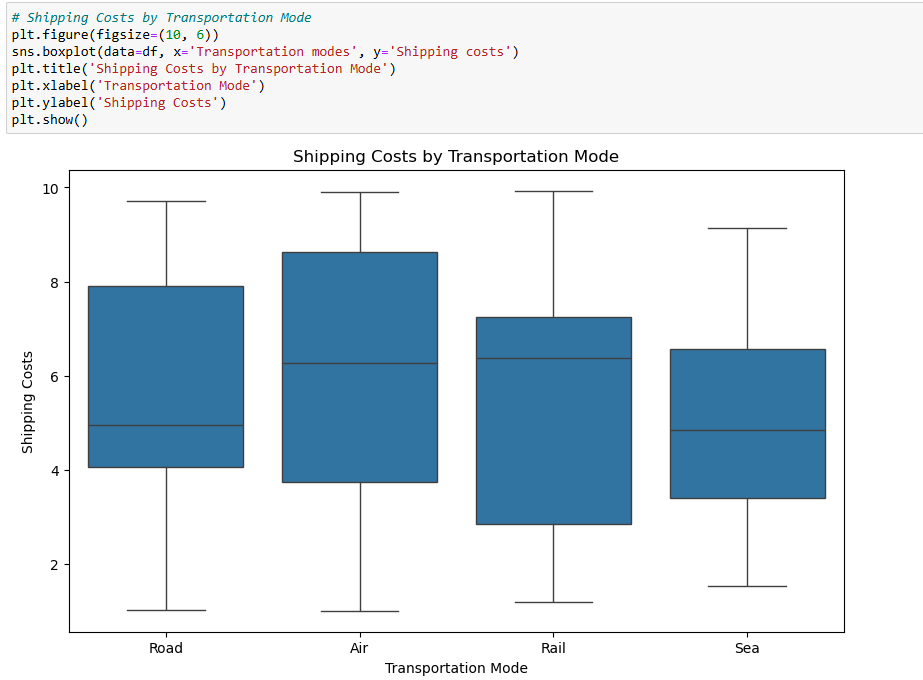 # Shipping Costs by Transportation Mode
plt.figure(figsize=(10, 6))
sns.boxplot(data=df, x='Transportation modes', y='Shipping costs')
plt.title('Shipping Costs by Transportation Mode')
plt.xlabel('Transportation Mode')
plt.ylabel('Shipping Costs')
plt.show()
Shipping Costs by Transportation Mode
10
8
6
4
2
Shipping Costs
Road Air Rail Sea
Transportation Mode